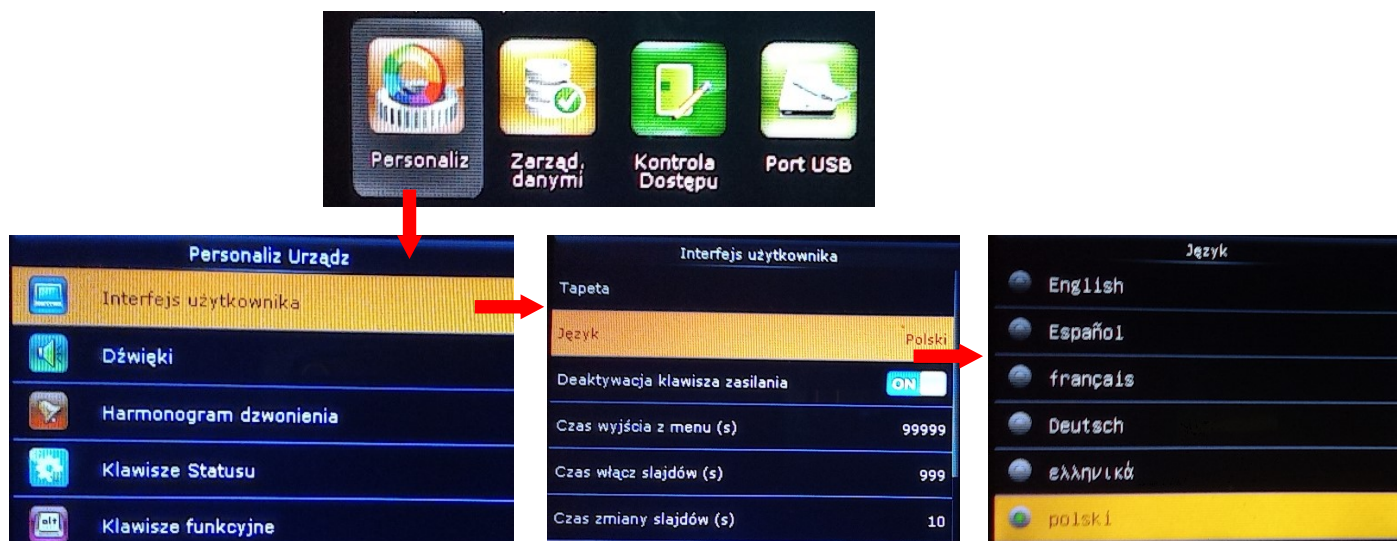 Personaliz
Zarząd.
danymi
Kontrola
Dostępu
Port USB
Personaliz Urządz
Interfejs użytkownika
Dźwięki
Harmonogram dzwonienia
Klawisze Statusu
alt
Klawisze funkcyjne
Interfejs użytkownika
Tapeta
Język Polski
Deaktywacja klawisza zasilania ON
Czas wyjścia z menu (s) 99999
Czas włącz slajdów (s) 999
Czas zmiany slajdów (s) 10
Język
English
Español
français
Deutsch
ελληνικά
polski